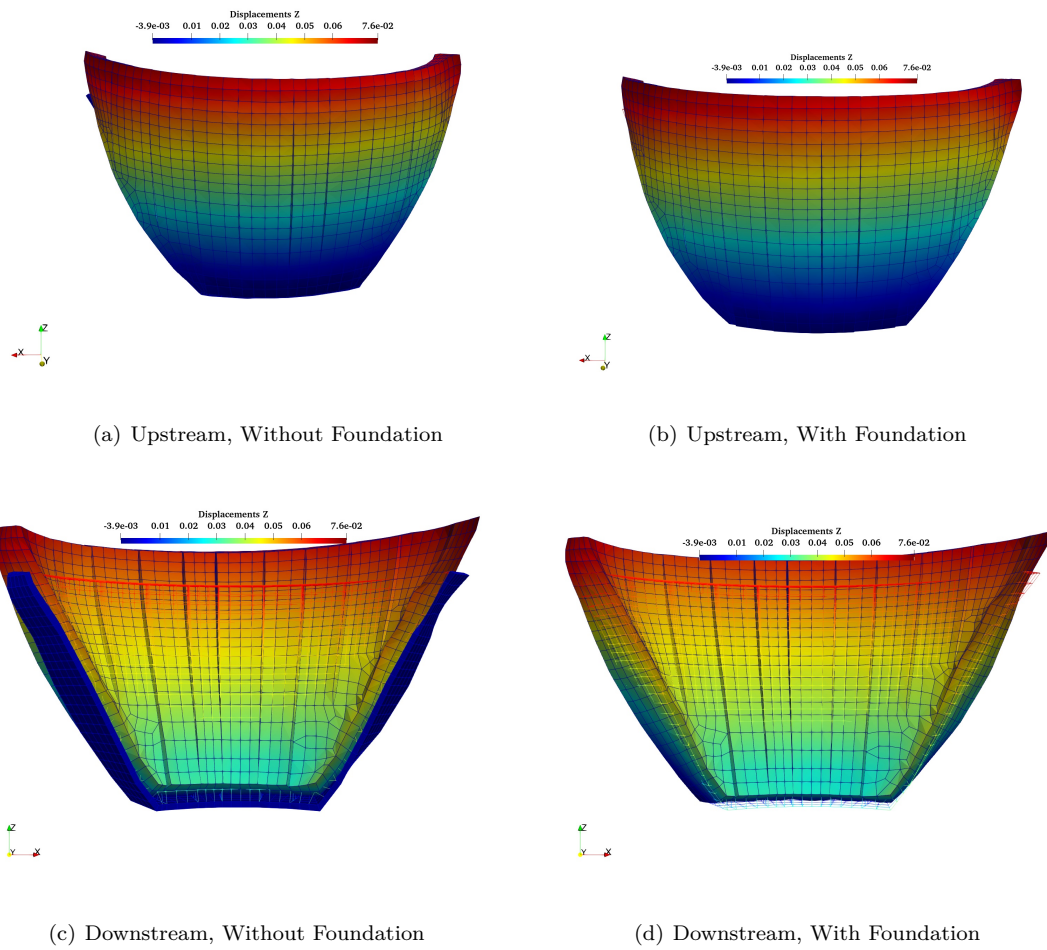 Displacements Z
-3.9e-03 0.01 0.02 0.03 0.04 0.05 0.06 7.6e-02
Z
X
Y
(a) Upstream, Without Foundation
Displacements Z
-3.9e-03 0.01 0.02 0.03 0.04 0.05 0.06 7.6e-02
Z
X
Y
(b) Upstream, With Foundation
Displacements Z
-3.9e-03 0.01 0.02 0.03 0.04 0.05 0.06 7.6e-02
Z
Y X
(c) Downstream, Without Foundation
Displacements Z
-3.9e-03 0.01 0.02 0.03 0.04 0.05 0.06 7.6e-02
Z
Y X
(d) Downstream, With Foundation